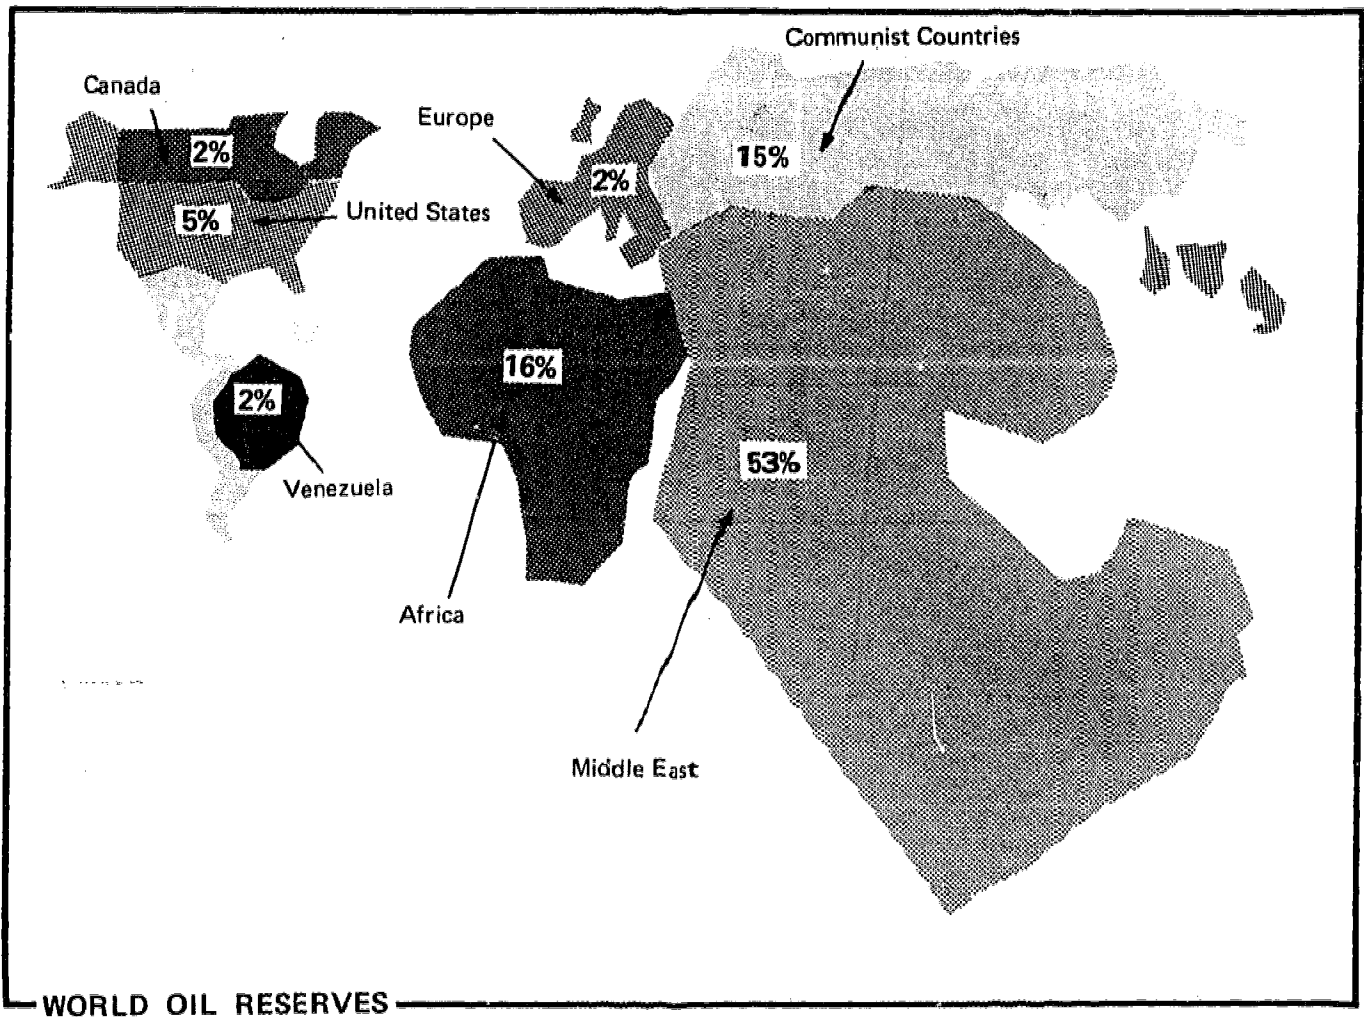 Communist Countries
Canada
Europe
2%
15%
2%
5%
United States
16%
2%
53%
Venezuela
Africa
Middle East
WORLD OIL RESERVES